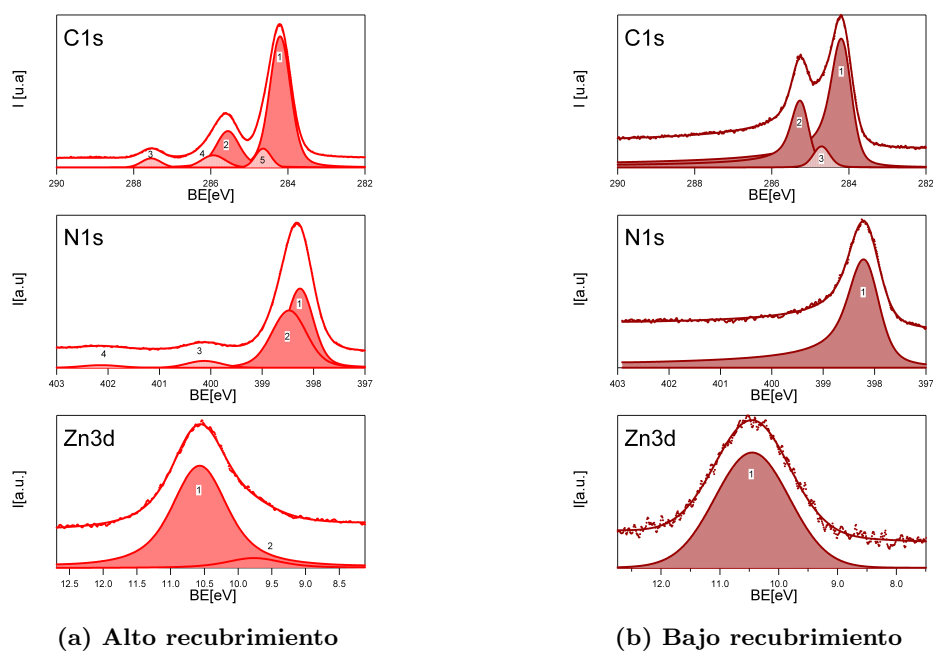 C1s
I [u.a]
1
2
3
4
5
290 288 286 284 282
BE[eV]
N1s
I[a.u]
1
2
3
4
403 402 401 400 399 398 397
BE[eV]
Zn3d
I[a.u.]
1
2
12.5 12.0 11.5 11.0 10.5 10.0 9.5 9.0 8.5
BE[eV]
(a) Alto recubrimiento
C1s
I [u.a]
1
2
3
290 288 286 284 282
BE[eV]
N1s
I[a.u]
1
403 402 401 400 399 398 397
BE[eV]
Zn3d
I[a.u.]
1
12.0 11.0 10.0 9.0 8.0
BE[eV]
(b) Bajo recubrimiento